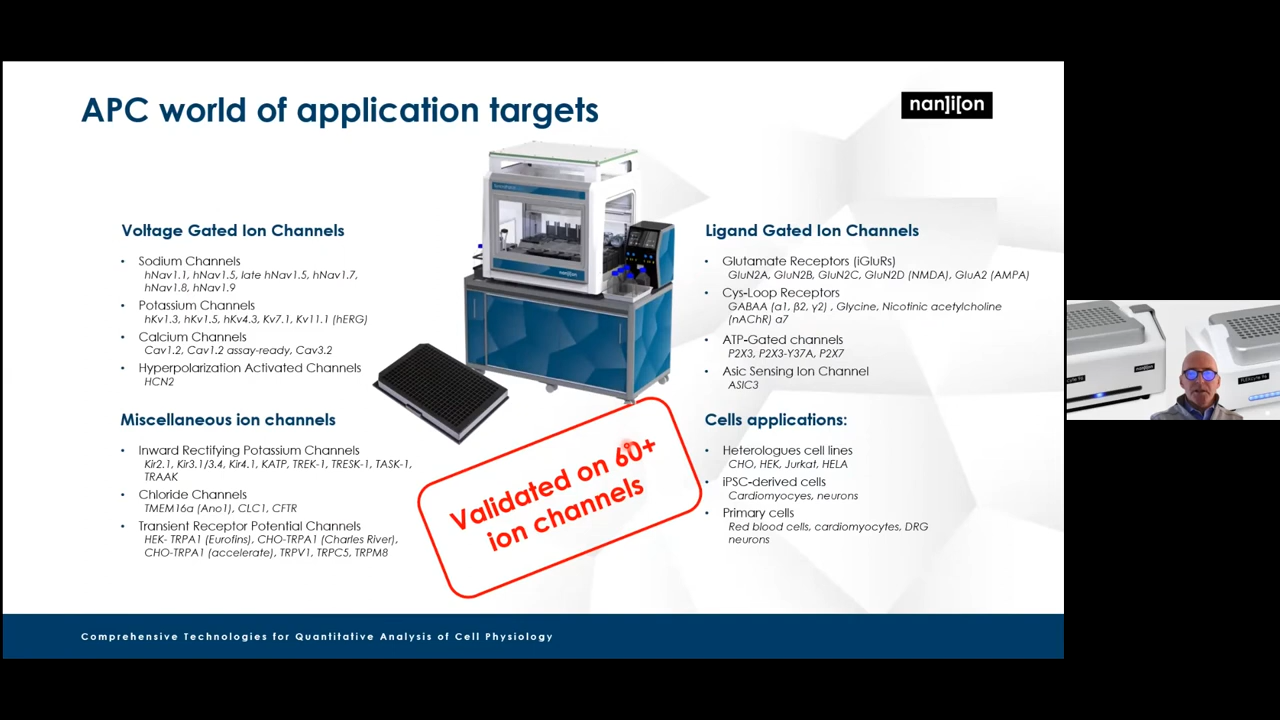 APC world of application targets
nan]i[on
Voltage Gated Ion Channels
• Sodium Channels
hNav1.1, hNav1.5, late hNav1.5, hNav1.7,
hNav1.8, hNav1.9
• Potassium Channels
hKv1.3, hKv1.5, hKv4.3, Kv7.1, Kv11.1 (hERG)
• Calcium Channels
Cav1.2, Cav1.2 assay-ready, Cav3.2
• Hyperpolarization Activated Channels
HCN2
Miscellaneous ion channels
• Inward Rectifying Potassium Channels
Kir2.1, Kir3.1/3.4, Kir4.1, KATP, TREK-1, TRESK-1, TASK-1,
TRAAK
• Chloride Channels
TMEM16a (Ano1), CLC1, CFTR
• Transient Receptor Potential Channels
HEK- TRPA1 (Eurofins), CHO-TRPA1 (Charles River),
CHO-TRPA1 (accelerate), TRPV1, TRPC5, TRPM8
nan]i[on
Validated on 60+
ion channels
Ligand Gated Ion Channels
• Glutamate Receptors (iGluRs)
GluN2A, GluN2B, GluN2C, GluN2D (NMDA), GluA2 (AMPA)
• Cys-Loop Receptors
GABAA (α1, β2, γ2) , Glycine, Nicotinic acetylcholine
(nAChR) α7
• ATP-Gated channels
P2X3, P2X3-Y37A, P2X7
• Asic Sensing Ion Channel
ASIC3
Cells applications:
• Heterologues cell lines
CHO, HEK, Jurkat, HELA
• iPSC-derived cells
Cardiomyocyes, neurons
• Primary cells
Red blood cells, cardiomyocytes, DRG
neurons
Comprehensive Technologies for Quantitative Analysis of Cell Physiology
nan]i[on